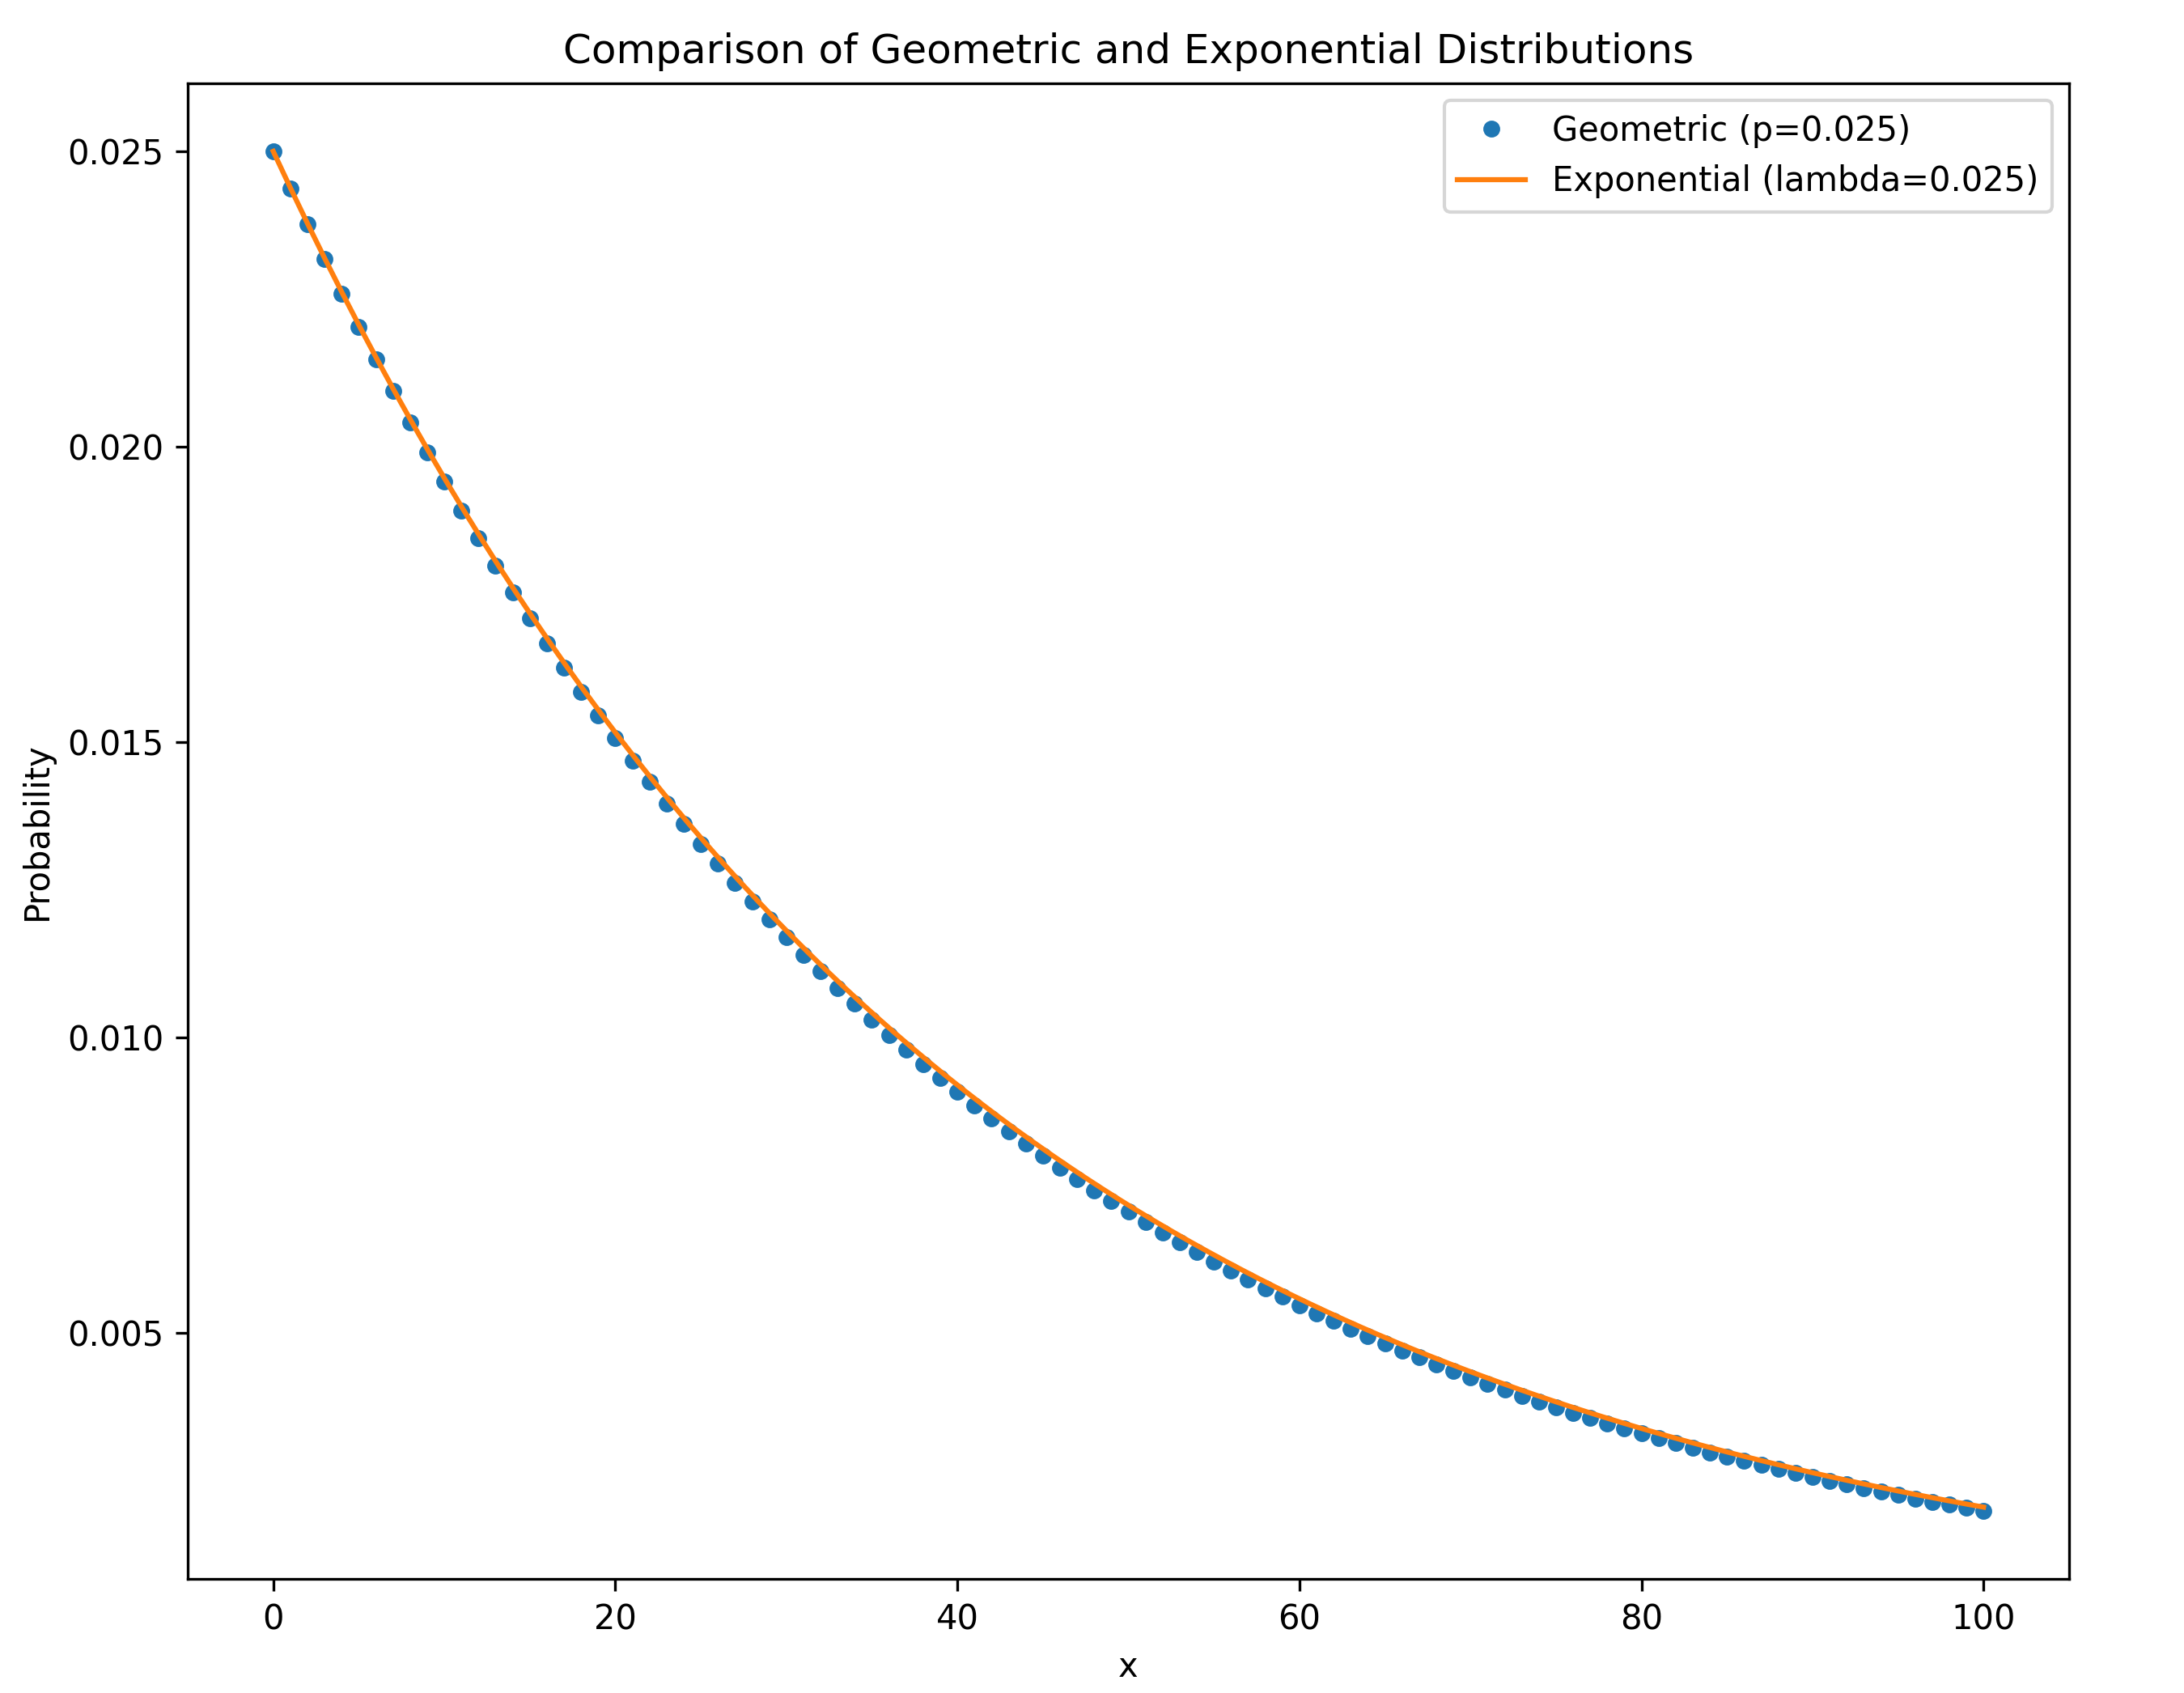 Comparison of Geometric and Exponential Distributions
Geometric (p=0.025)
Exponential (lambda=0.025)
Probability
0.025
0.020
0.015
0.010
0.005
0
20
40
60
80
100
x